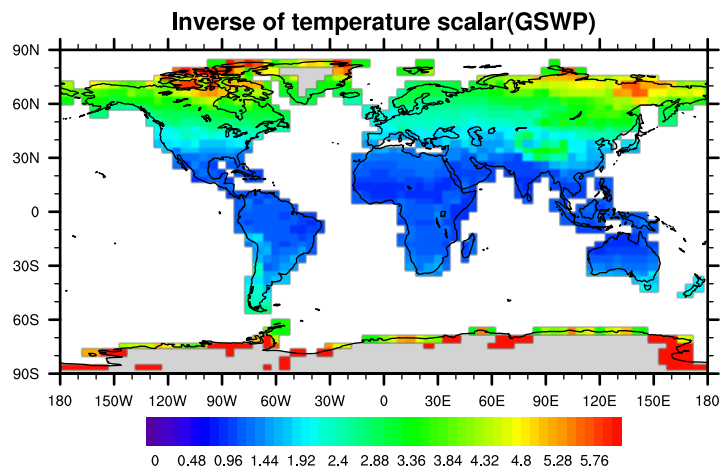 Inverse of temperature scalar(GSWP)
90N
60N
30N
0
30S
60S
90S
180 150W 120W 90W 60W 30W 0 30E 60E 90E 120E 150E 180
0 0.48 0.96 1.44 1.92 2.4 2.88 3.36 3.84 4.32 4.8 5.28 5.76